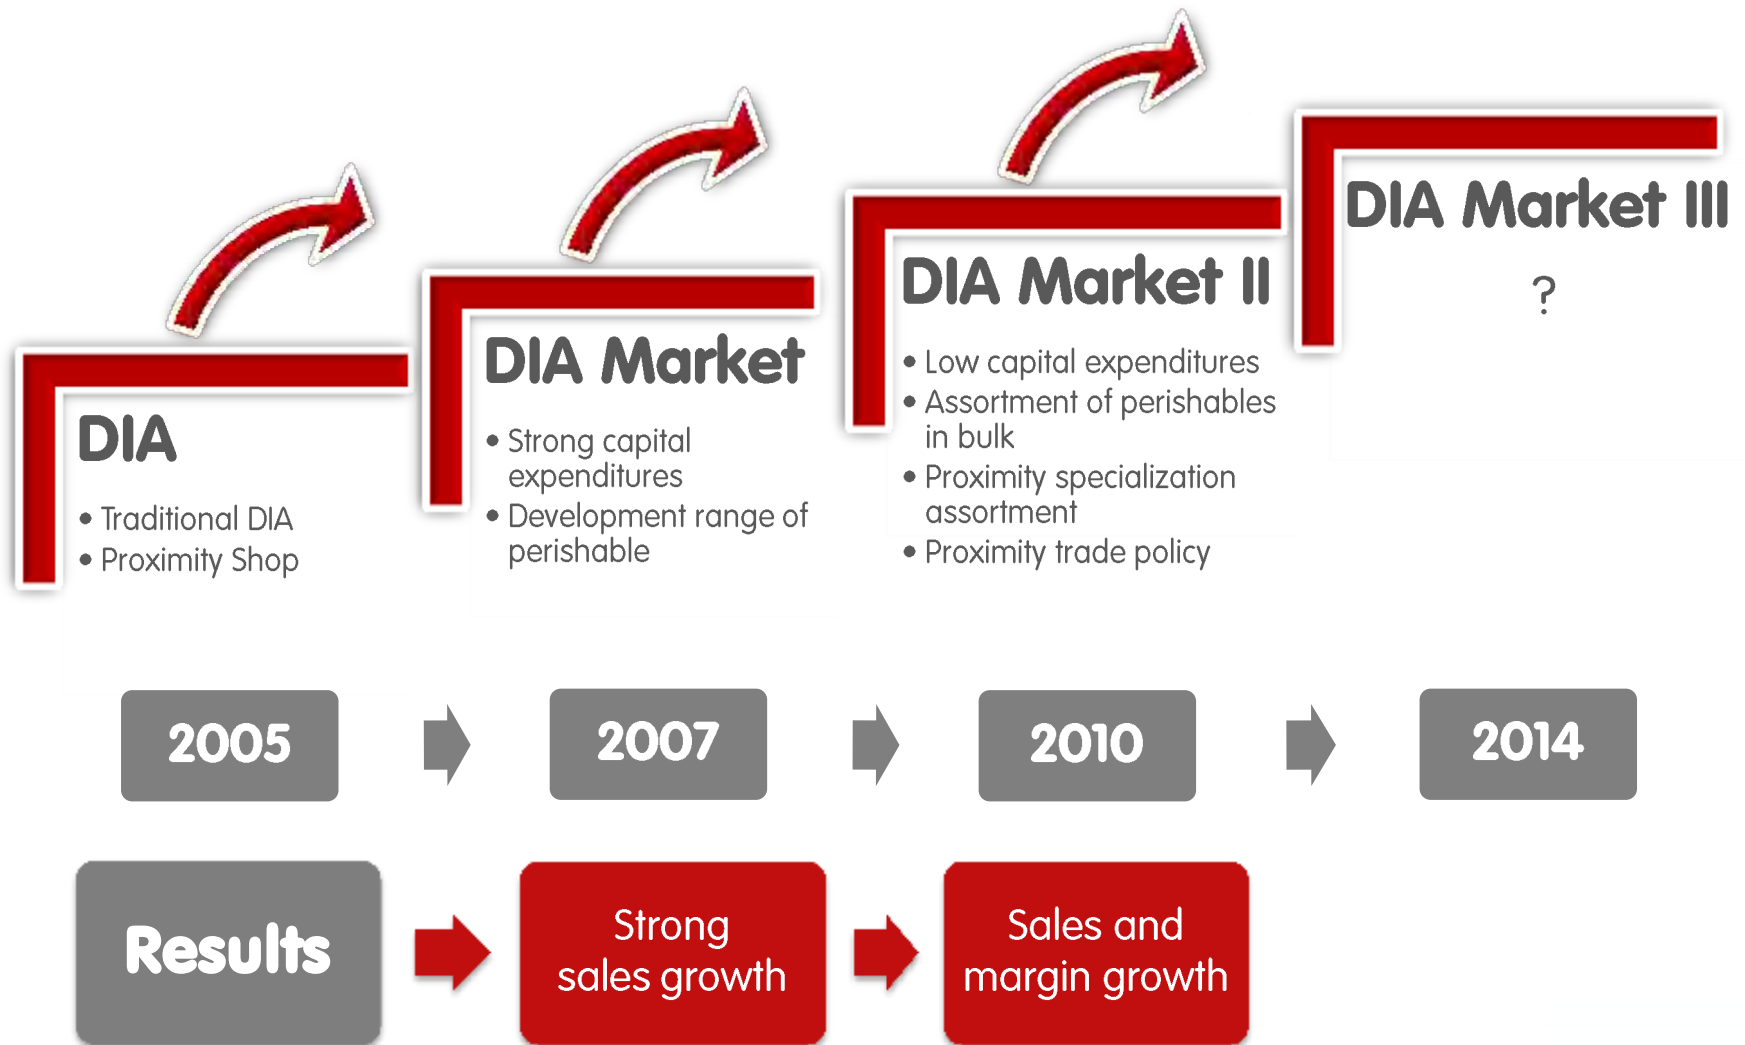 DIA
• Traditional DIA
• Proximity Shop
DIA Market
• Strong capital
expenditures
• Development range of
perishable
DIA Market II
• Low capital expenditures
• Assortment of perishables
in bulk
• Proximity specialization
assortment
• Proximity trade policy
DIA Market III
?
2005
2007
2010
2014
Results
Strong
sales growth
Sales and
margin growth